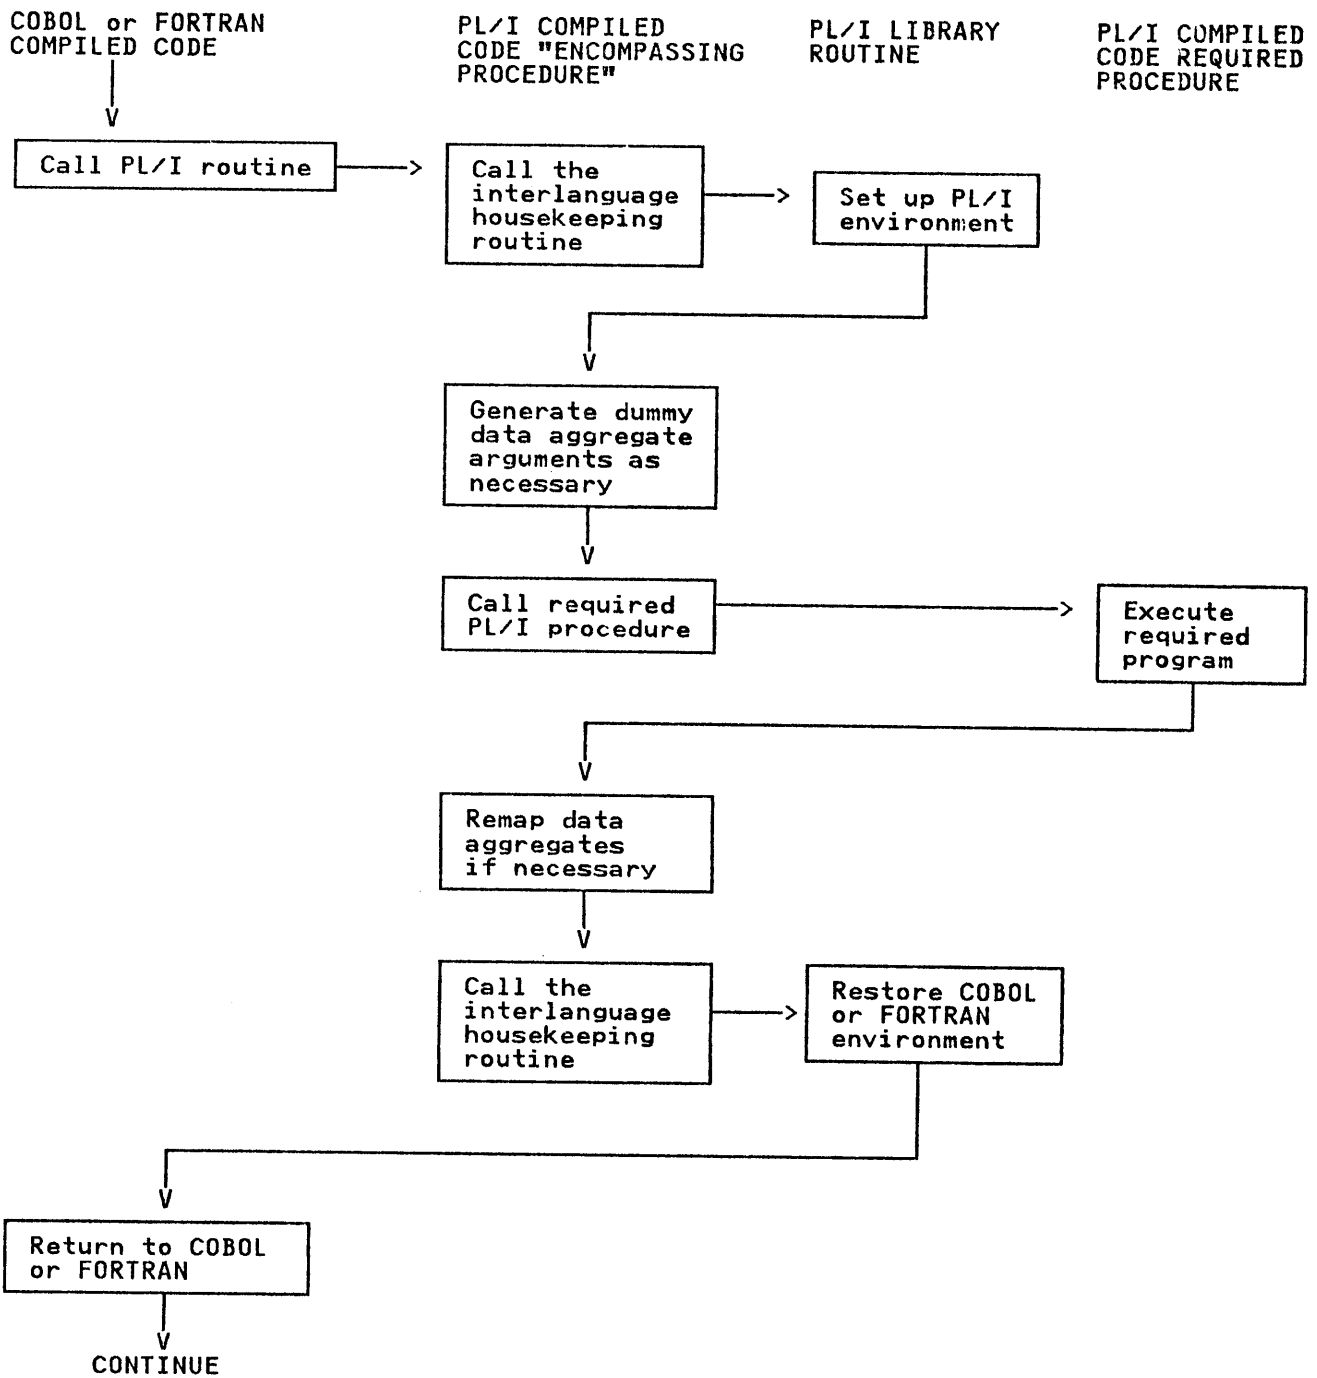 COBOL or FORTRAN
COMPILED CODE
PL/I COMPILED
CODE "ENCOMPASSING
PROCEDURE"
PL/I LIBRARY
ROUTINE
PL/I COMPILED
CODE REQUIRED
PROCEDURE
Call PL/I routine
Call the
interlanguage
housekeeping
routine
Set up PL/I
environment
Generate dummy
data aggregate
arguments as
necessary
Call required
PL/I procedure
Execute
required
program
Remap data
aggregates
if necessary
Call the
interlanguage
housekeeping
routine
Restore COBOL
or FORTRAN
environment
Return to COBOL
or FORTRAN
CONTINUE